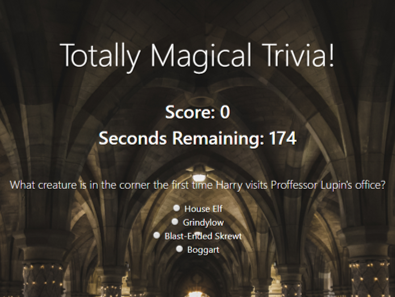 Totally Magical Trivia!
Score: 0
Seconds Remaining: 174
What creature is in the corner the first time Harry visits Proffessor Lupin's office?
House Elf
Grindylow
Blast-Ended Skrewt
Boggart